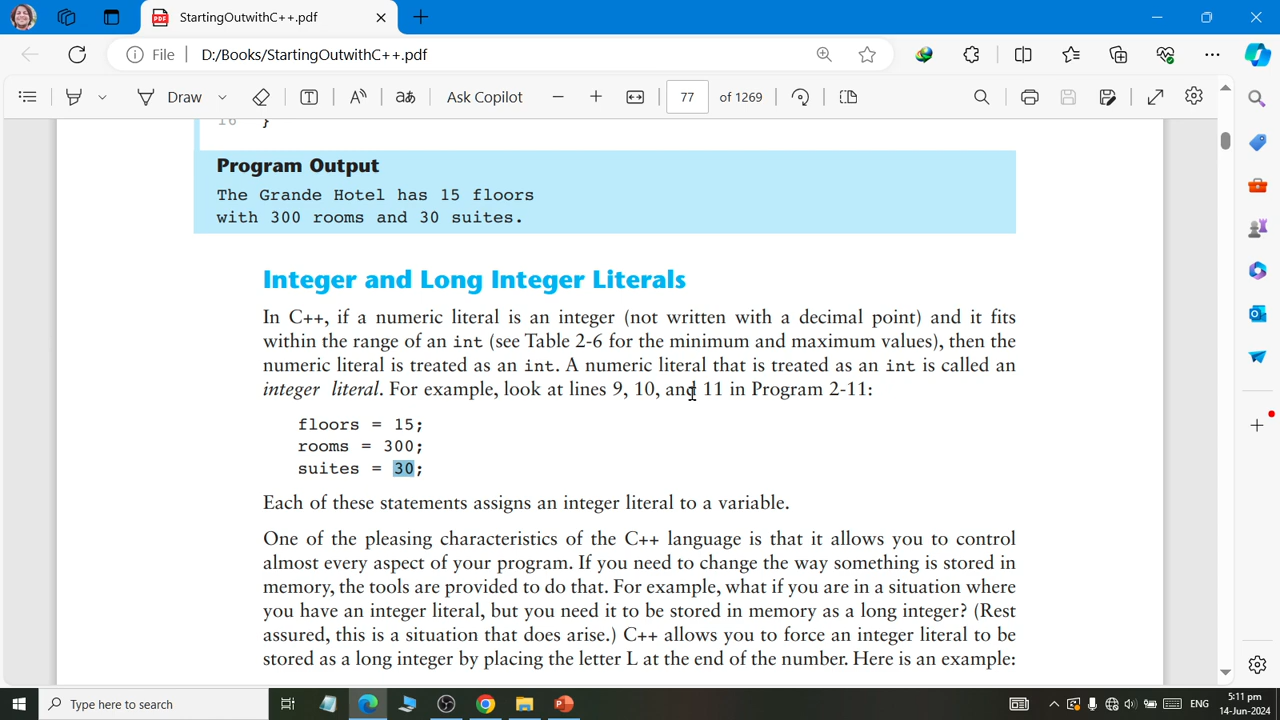 StartingOutwithC++.pdf
File
D:/Books/StartingOutwithC++.pdf
Draw
aあ
Ask Copilot
77
of 1269
16 }
Program Output
The Grande Hotel has 15 floors
with 300 rooms and 30 suites.
Integer and Long Integer Literals
In C++, if a numeric literal is an integer (not written with a decimal point) and it fits
within the range of an int (see Table 2-6 for the minimum and maximum values), then the
numeric literal is treated as an int. A numeric literal that is treated as an int is called an
integer literal. For example, look at lines 9, 10, and 11 in Program 2-11:
floors = 15;
rooms = 300;
suites = 30;
Each of these statements assigns an integer literal to a variable.
One of the pleasing characteristics of the C++ language is that it allows you to control
almost every aspect of your program. If you need to change the way something is stored in
memory, the tools are provided to do that. For example, what if you are in a situation where
you have an integer literal, but you need it to be stored in memory as a long integer? (Rest
assured, this is a situation that does arise.) C++ allows you to force an integer literal to be
stored as a long integer by placing the letter L at the end of the number. Here is an example:
Type here to search
ENG
5:11 pm
14-Jun-2024